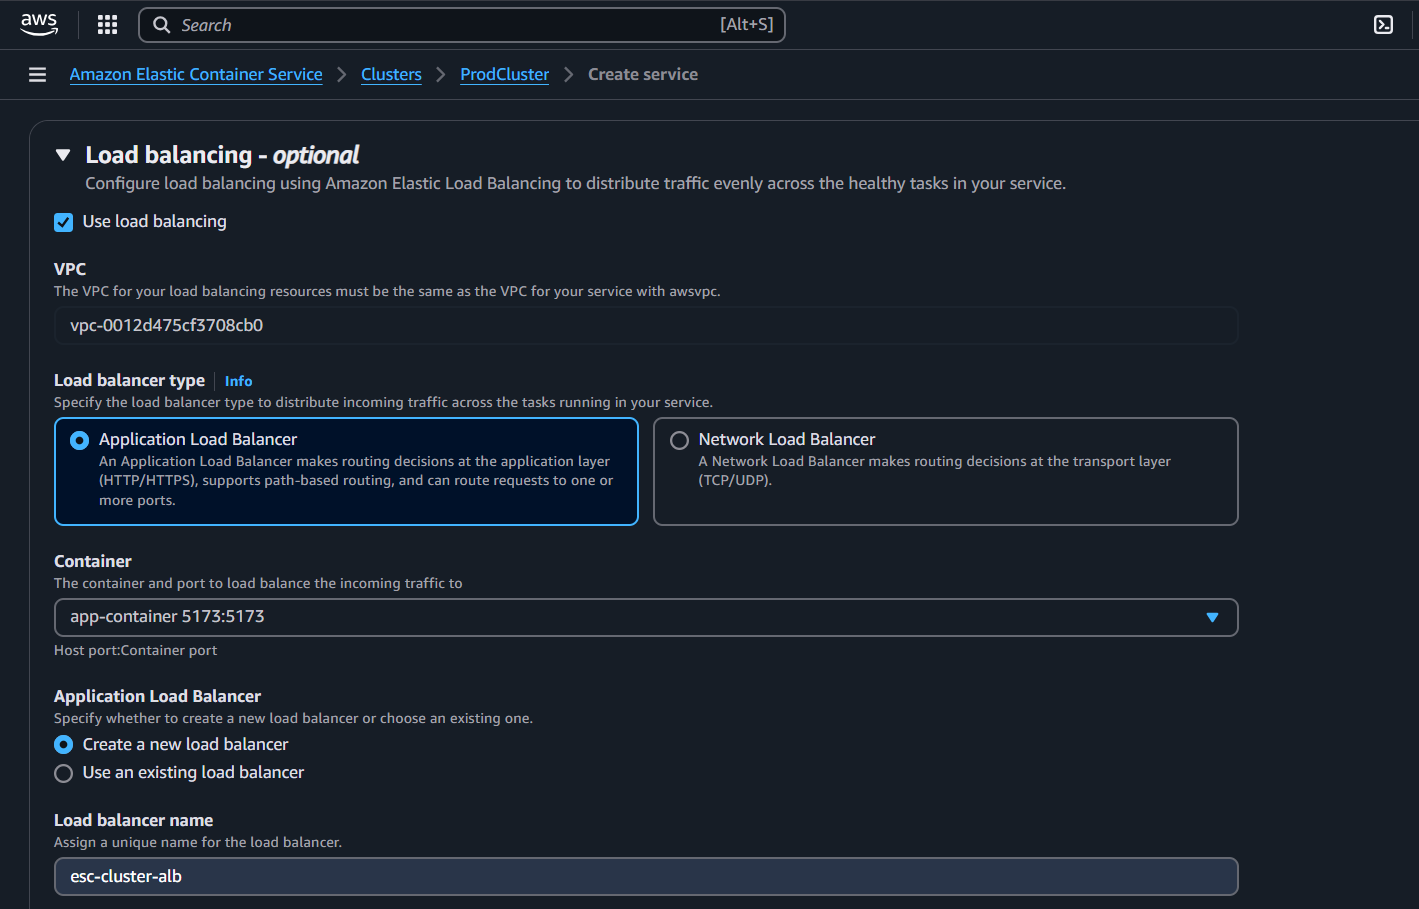 aws
Search [Alt+S]
Amazon Elastic Container Service > Clusters > ProdCluster > Create service
Load balancing - optional
Configure load balancing using Amazon Elastic Load Balancing to distribute traffic evenly across the healthy tasks in your service.
Use load balancing
VPC
The VPC for your load balancing resources must be the same as the VPC for your service with awsvpc.
vpc-0012d475cf3708cb0
Load balancer type | Info
Specify the load balancer type to distribute incoming traffic across the tasks running in your service.
Application Load Balancer
An Application Load Balancer makes routing decisions at the application layer
(HTTP/HTTPS), supports path-based routing, and can route requests to one or
more ports.
Network Load Balancer
A Network Load Balancer makes routing decisions at the transport layer
(TCP/UDP).
Container
The container and port to load balance the incoming traffic to
app-container 5173:5173
Host port:Container port
Application Load Balancer
Specify whether to create a new load balancer or choose an existing one.
Create a new load balancer
Use an existing load balancer
Load balancer name
Assign a unique name for the load balancer.
esc-cluster-alb